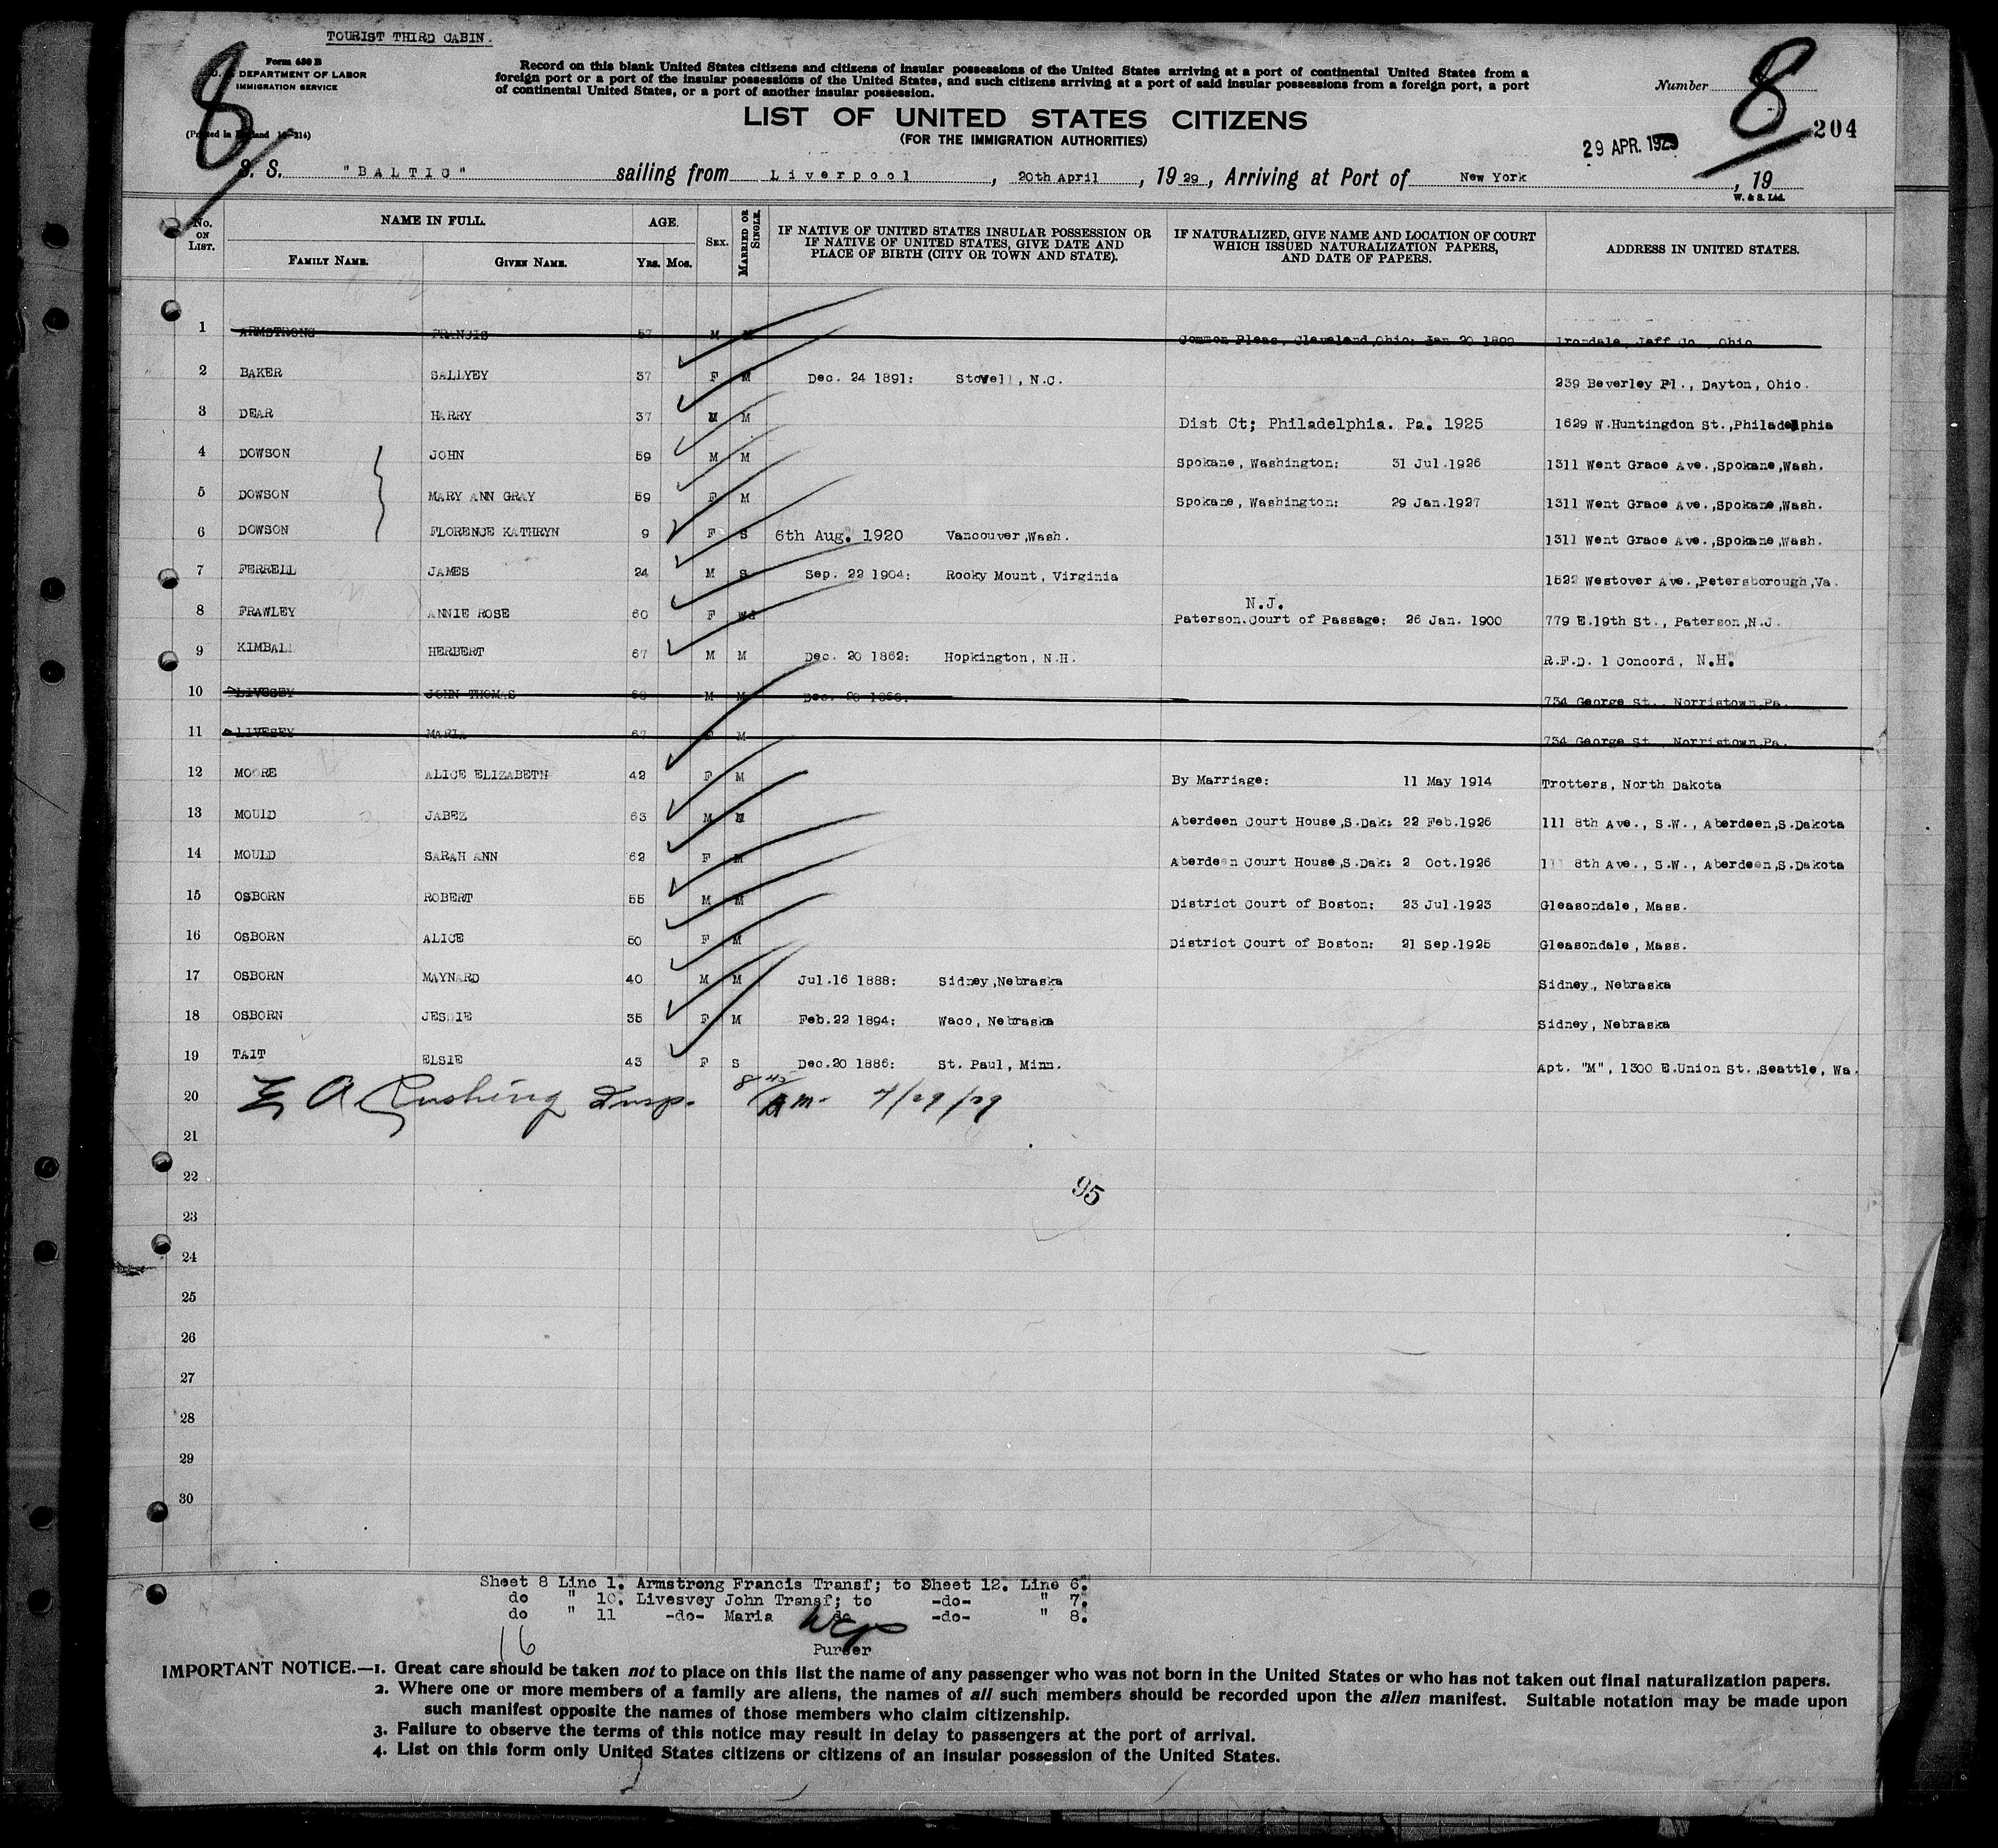 TOURIST THIRD CABIN.
Form 630 B
DEPARTMENT OF LABOR
IMMIGRATION SERVICE
Record on this blank United States citizens and citizens of insular possessions of the United States arriving at a port of continental United States from a
foreign port or a port of the insular possessions of the United States, and such citizens arriving at a port of said insular possessions from a foreign port, a port
of continental United States, or a port of another insular possession.
Number 8
8
204
LIST OF UNITED STATES CITIZENS
(FOR THE IMMIGRATION AUTHORITIES)
29 APR. 1929
S. S. "BALTIC" sailing from Liverpool, 20th April, 1929, Arriving at Port of New York, 19
W. & S. Ltd.
No. ON LIST. NAME IN FULL. AGE. SEX. MARRIED OR SINGLE. IF NATIVE OF UNITED STATES INSULAR POSSESSION OR IF NATIVE OF UNITED STATES, GIVE DATE AND PLACE OF BIRTH (CITY OR TOWN AND STATE). IF NATURALIZED, GIVE NAME AND LOCATION OF COURT WHICH ISSUED NATURALIZATION PAPERS, AND DATE OF PAPERS. ADDRESS IN UNITED STATES.
FAMILY NAME. GIVEN NAME. Yrs. Mos.
1 ARMSTRONG FRANCIS 57 M M Common Pleas, Cleveland,Ohio: Jan 20 1899 Irondale, Jeff Co., Ohio
2 BAKER SALLYEY 37 F M Dec. 24 1891: Stowell, N.C. 239 Beverley Pl., Dayton, Ohio.
3 DEAR HARRY 37 M M Dist Ct; Philadelphia. Pa. 1925 1629 W.Huntingdon St.,Philadelphia
4 DOWSON JOHN 59 M M Spokane, Washington: 31 Jul.1926 1311 Went Grace Ave.,Spokane,Wash.
5 DOWSON MARY ANN GRAY 59 F M Spokane, Washington: 29 Jan.1927 1311 Went Grace Ave.,Spokane,Wash.
6 DOWSON FLORENCE KATHRYN 9 F S 6th Aug. 1920 Vancouver,Wash. 1311 Went Grace Ave.,Spokane,Wash.
7 FERRELL JAMES 24 M S Sep. 22 1904: Rocky Mount, Virginia 1522 Westover Ave.,Petersborough,Va.
8 FRAWLEY ANNIE ROSE 60 F Wd N.J. Paterson.Court of Passage: 26 Jan. 1900 779 E.19th St., Paterson,N.J.
9 KIMBALL HERBERT 67 M M Dec. 20 1862: Hopkington, N.H. R.F.D. 1 Concord, N.H.
10 LIVESEY JOHN THOMAS 68 M M 734 George St., Norristown,Pa.
11 LIVESEY MARIA 67 F M 734 George St., Norristown,Pa.
12 MOORE ALICE ELIZABETH 42 F M By Marriage: 11 May 1914 Trotters, North Dakota
13 MOULD JABEZ 63 M M Aberdeen Court House,S.Dak: 22 Feb.1926 111 8th Ave., S.W., Aberdeen,S.Dakota
14 MOULD SARAH ANN 62 F M Aberdeen Court House,S.Dak: 2 Oct.1926 111 8th Ave., S.W., Aberdeen,S.Dakota
15 OSBORN ROBERT 55 M M District Court of Boston: 23 Jul.1923 Gleasondale, Mass.
16 OSBORN ALICE 50 F M District Court of Boston: 21 Sep.1925 Gleasondale, Mass.
17 OSBORN MAYNARD 40 M M Jul.16 1888: Sidney,Nebraska Sidney, Nebraska
18 OSBORN JESSIE 35 F M Feb.22 1894: Waco, Nebraska Sidney, Nebraska
19 TAIT ELSIE 43 F S Dec.20 1886: St. Paul, Minn. Apt. "M", 1300 E.Union St.,Seattle, Wa.
20 E A Cushing Insp. 8 45 AM. 4/29/29
21
22
95
23
24
25
26
27
28
29
30
Sheet 8 Line 1. Armstrong Francis Transf; to Sheet 12. Line 6.
do " 10. Livesvey John Transf; to -do- " 7.
do " 11 -do- Maria do -do- " 8.
16
Purser
IMPORTANT NOTICE.—1. Great care should be taken not to place on this list the name of any passenger who was not born in the United States or who has not taken out final naturalization papers.
2. Where one or more members of a family are aliens, the names of all such members should be recorded upon the alien manifest. Suitable notation may be made upon
such manifest opposite the names of those members who claim citizenship.
3. Failure to observe the terms of this notice may result in delay to passengers at the port of arrival.
4. List on this form only United States citizens or citizens of an insular possession of the United States.